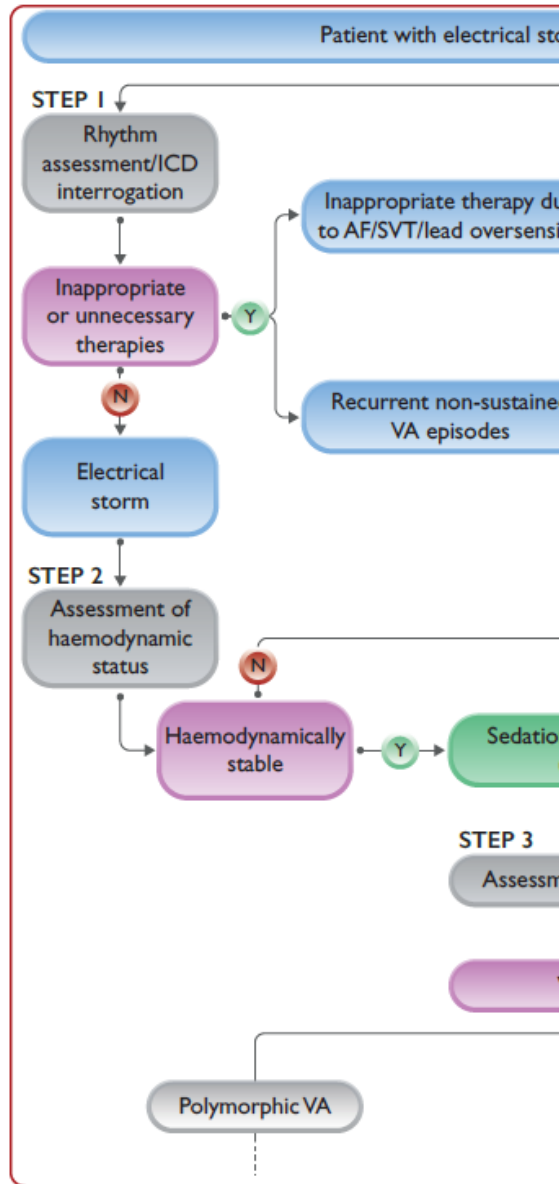 Patient with electrical sto
STEP 1
Rhythm
assessment/ICD
interrogation
Inappropriate therapy du
to AF/SVT/lead oversensi
Inappropriate
or unnecessary
therapies
Y
N
Recurrent non-sustaine
VA episodes
Electrical
storm
STEP 2
Assessment of
haemodynamic
status
N
Haemodynamically
stable
Y
Sedatio
STEP 3
Assessm
Polymorphic VA